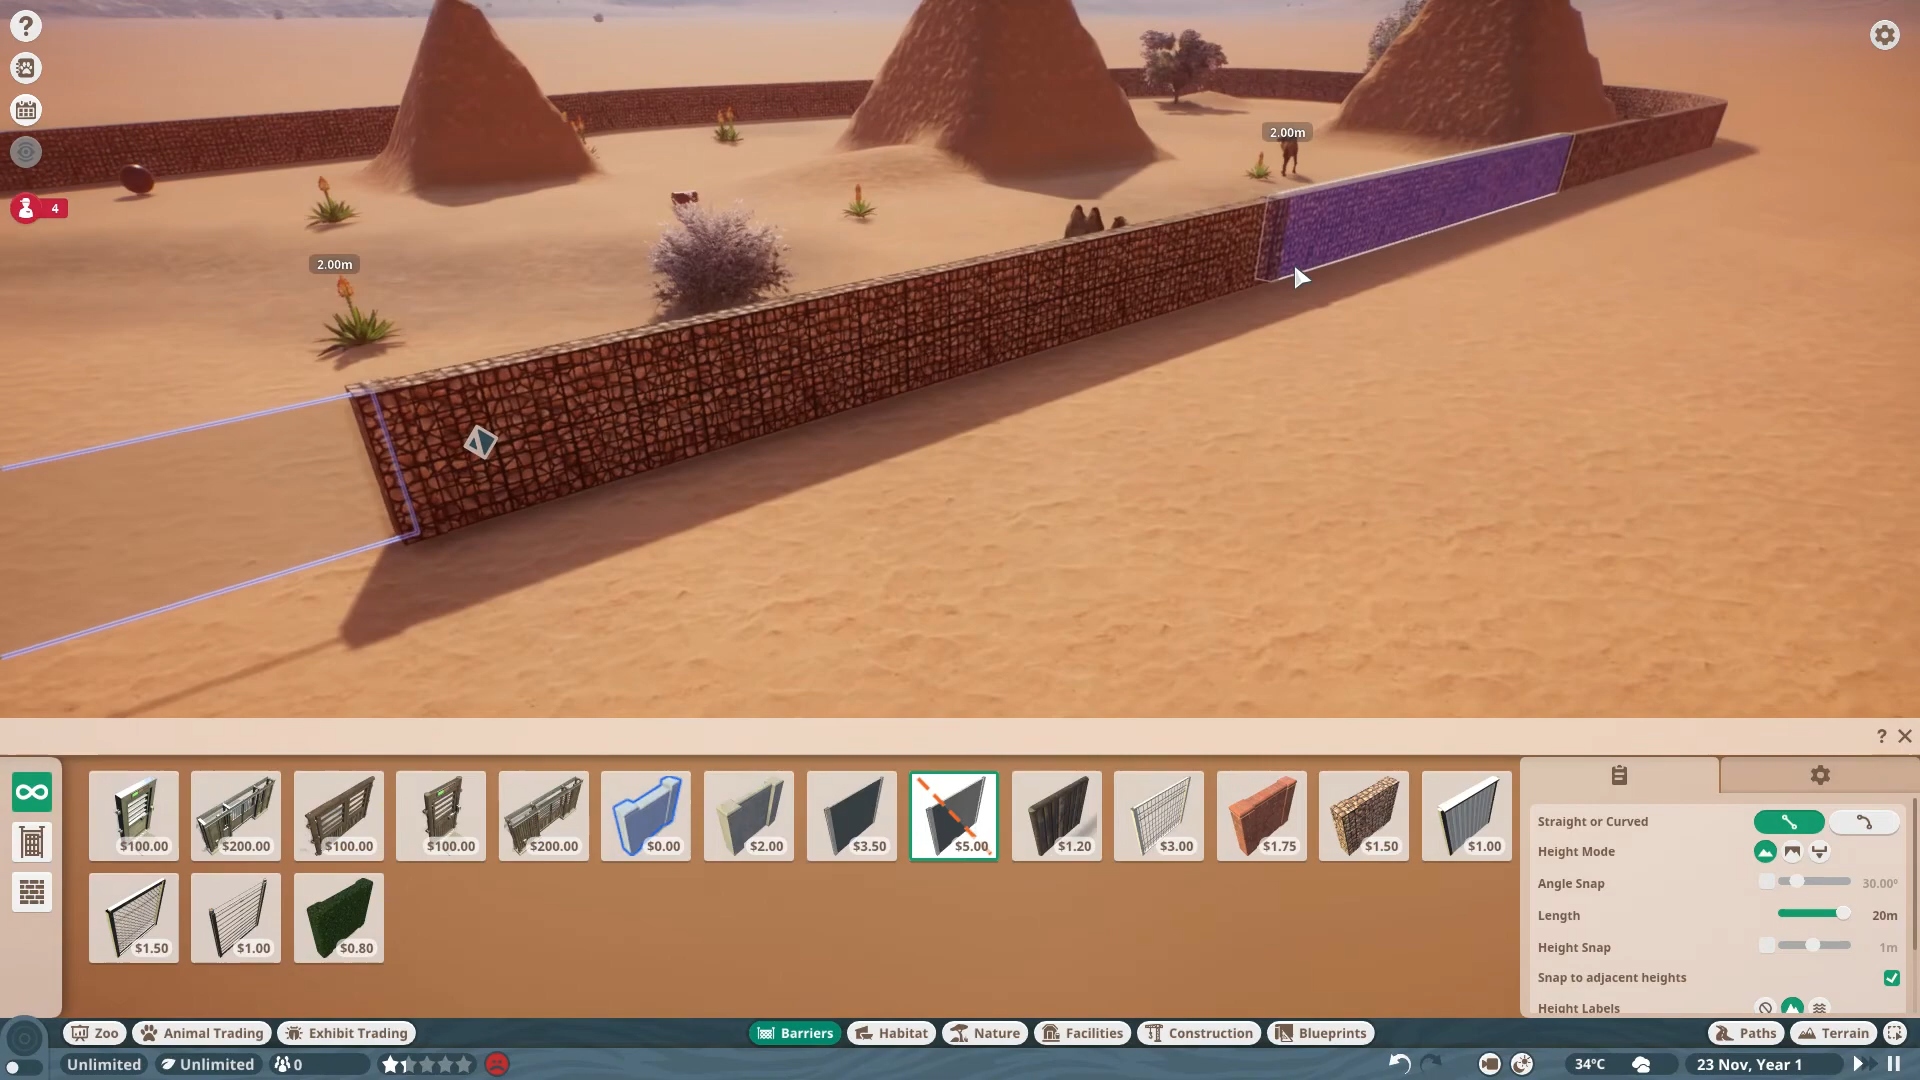 2.00m
4
2.00m
?
$100.00
$200.00
$100.00
$100.00
$200.00
$0.00
$2.00
$3.50
$5.00
$1.20
$3.00
$1.75
$1.50
$1.00
$1.50
$1.00
$0.80
Straight or Curved
Height Mode
Angle Snap 30.00°
Length 20m
Height Snap 1m
Snap to adjacent heights
Height Labels
Zoo Animal Trading Exhibit Trading Barriers Habitat Nature Facilities Construction Blueprints Paths Terrain
Unlimited Unlimited 0 34°C 23 Nov, Year 1